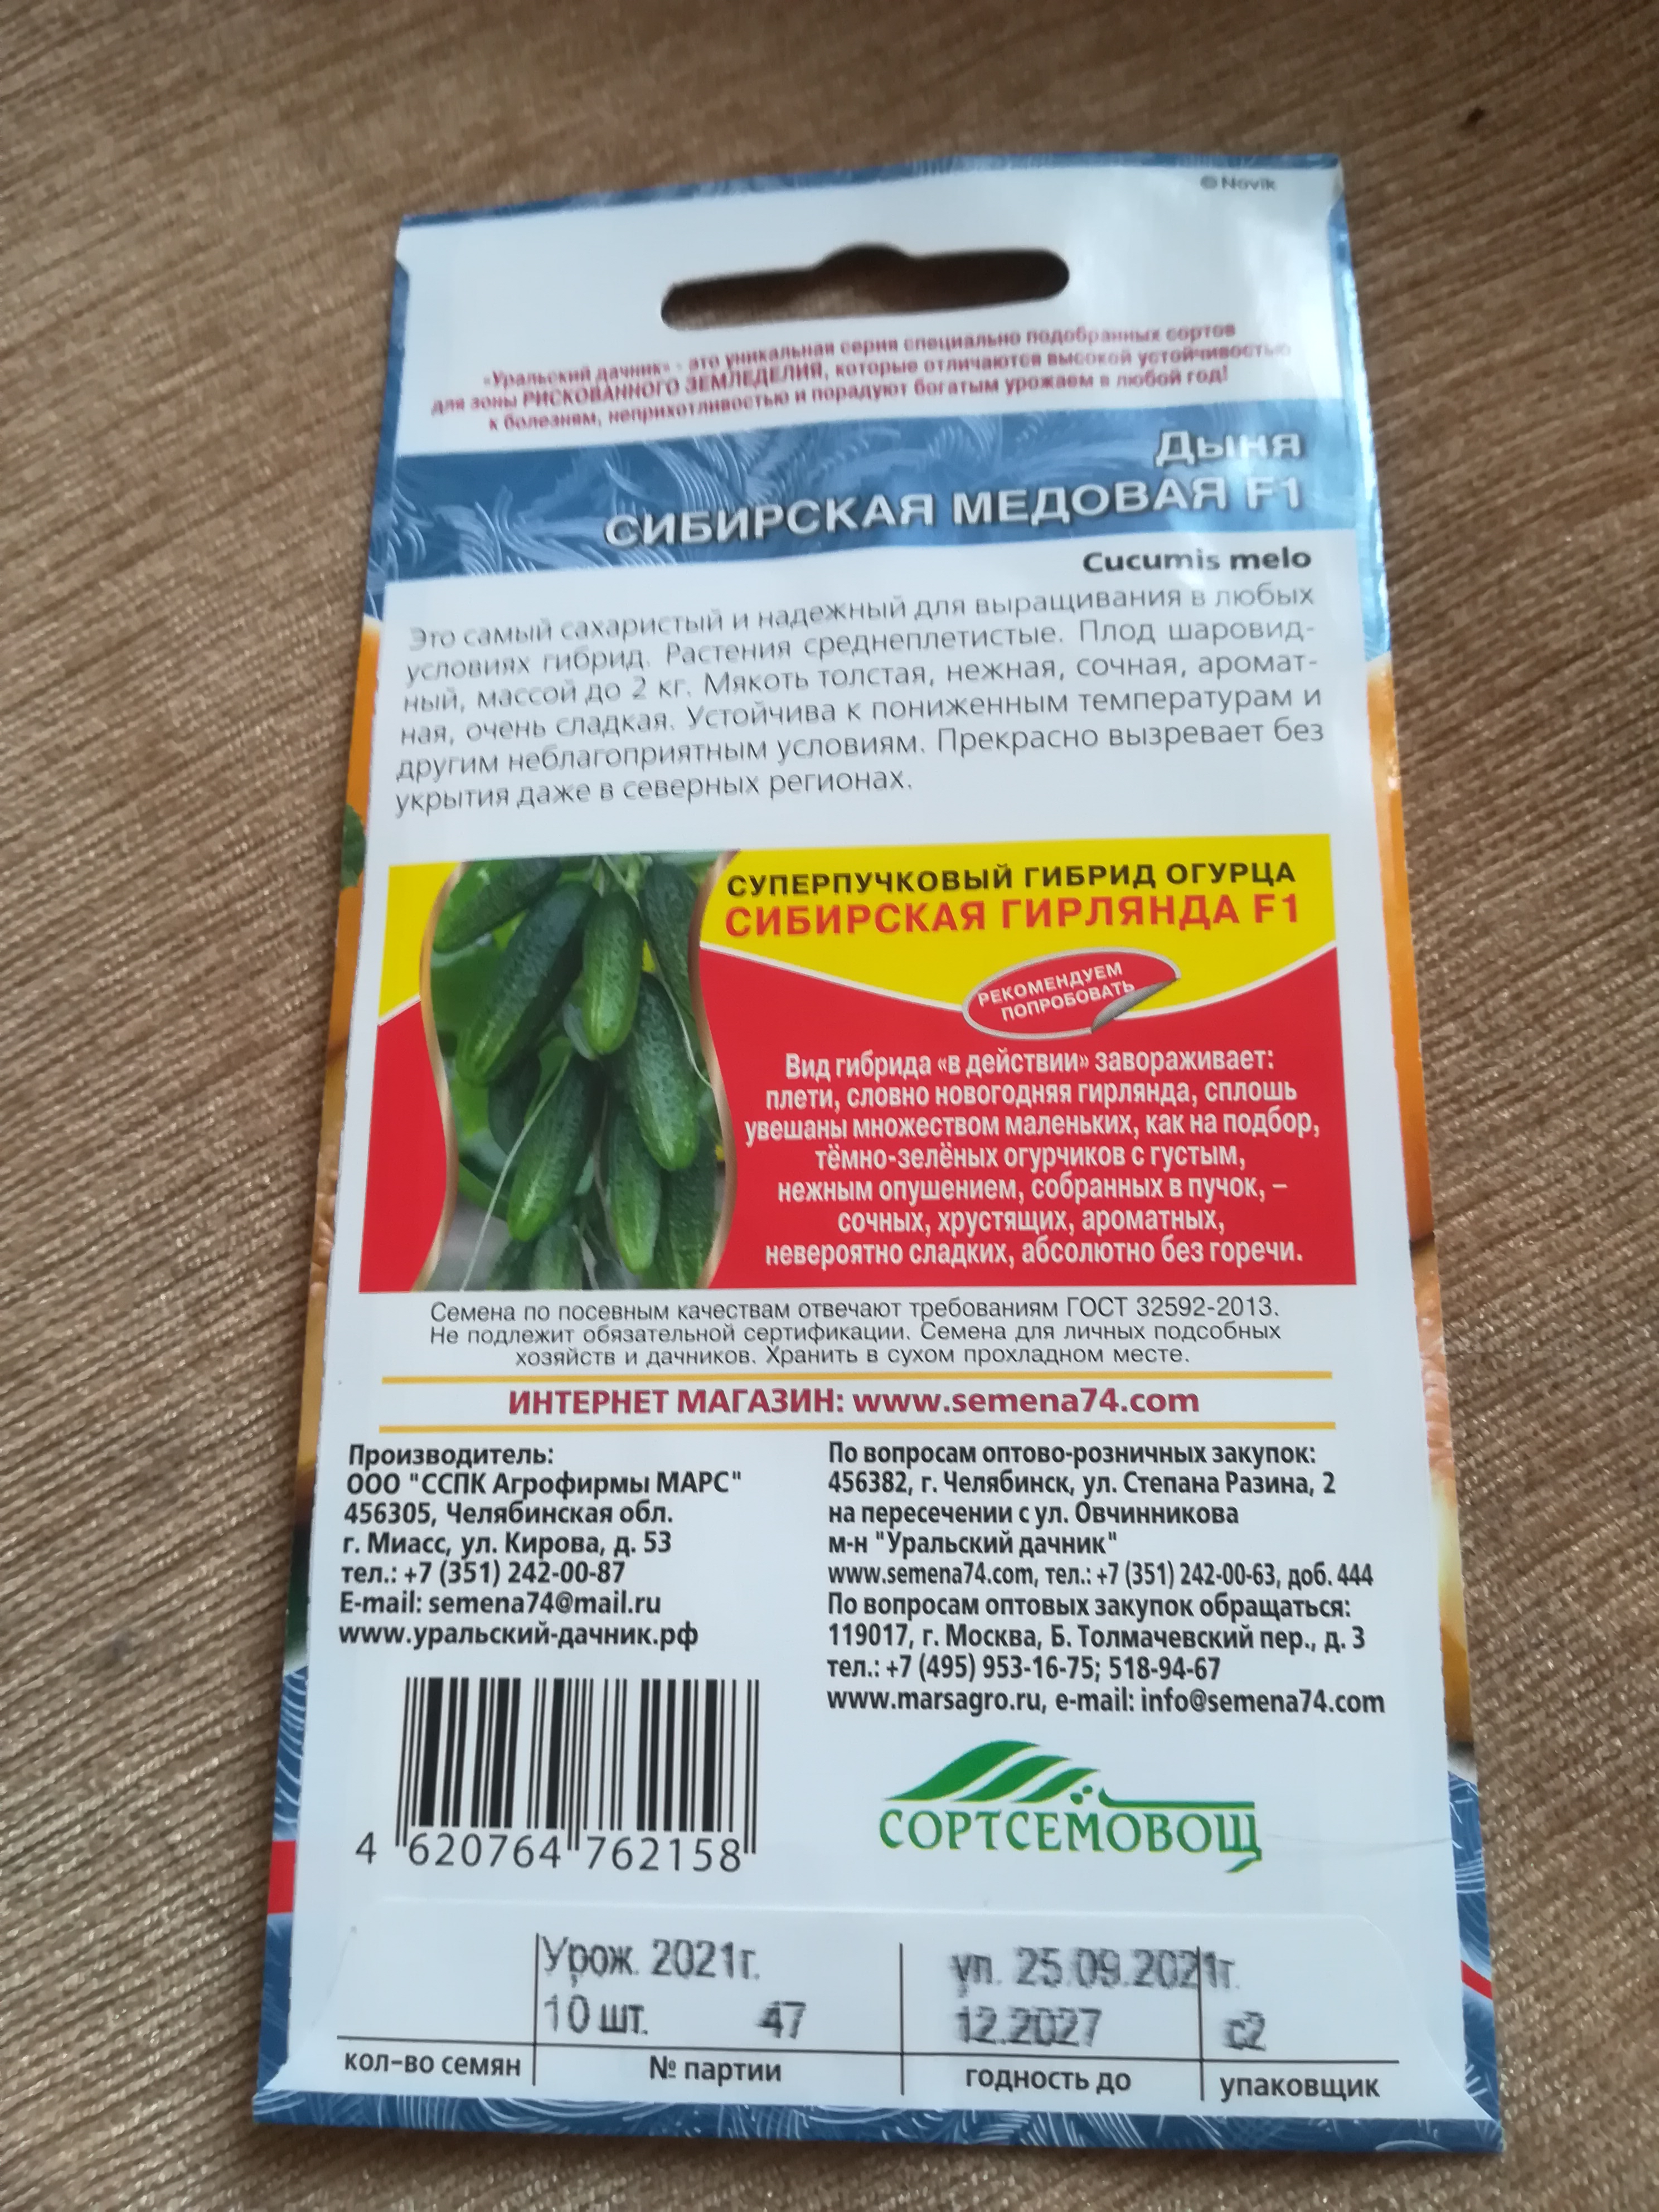 © Novik
«Уральский дачник» - это уникальная серия специально подобранных сортов
для зоны РИСКОВАННОГО ЗЕМЛЕДЕЛИЯ, которые отличаются высокой устойчивостью
к болезням, неприхотливостью и порадуют богатым урожаем в любой год!
Дыня
СИБИРСКАЯ МЕДОВАЯ F1
Cucumis melo
Это самый сахаристый и надежный для выращивания в любых
условиях гибрид. Растения среднеплетистые. Плод шаровид-
ный, массой до 2 кг. Мякоть толстая, нежная, сочная, аромат-
ная, очень сладкая. Устойчива к пониженным температурам и
другим неблагоприятным условиям. Прекрасно вызревает без
укрытия даже в северных регионах.
СУПЕРПУЧКОВЫЙ ГИБРИД ОГУРЦА
СИБИРСКАЯ ГИРЛЯНДА F1
РЕКОМЕНДУЕМ
ПОПРОБОВАТЬ
Вид гибрида «в действии» завораживает:
плети, словно новогодняя гирлянда, сплошь
увешаны множеством маленьких, как на подбор,
тёмно-зелёных огурчиков с густым,
нежным опушением, собранных в пучок, –
сочных, хрустящих, ароматных,
невероятно сладких, абсолютно без горечи.
Семена по посевным качествам отвечают требованиям ГОСТ 32592-2013.
Не подлежит обязательной сертификации. Семена для личных подсобных
хозяйств и дачников. Хранить в сухом прохладном месте.
ИНТЕРНЕТ МАГАЗИН: www.semena74.com
Производитель:
ООО "ССПК Агрофирмы МАРС"
456305, Челябинская обл.
г. Миасс, ул. Кирова, д. 53
тел.: +7 (351) 242-00-87
E-mail: semena74@mail.ru
www.уральский-дачник.рф
По вопросам оптово-розничных закупок:
456382, г. Челябинск, ул. Степана Разина, 2
на пересечении с ул. Овчинникова
м-н "Уральский дачник"
www.semena74.com, тел.: +7 (351) 242-00-63, доб. 444
По вопросам оптовых закупок обращаться:
119017, г. Москва, Б. Толмачевский пер., д. 3
тел.: +7 (495) 953-16-75; 518-94-67
www.marsagro.ru, e-mail: info@semena74.com
4 620764 762158
СОРТСЕМОВОЩ
Урож. 2021г. уп. 25.09.2021г.
10 шт. 47 12.2027 с2
кол-во семян № партии годность до упаковщик